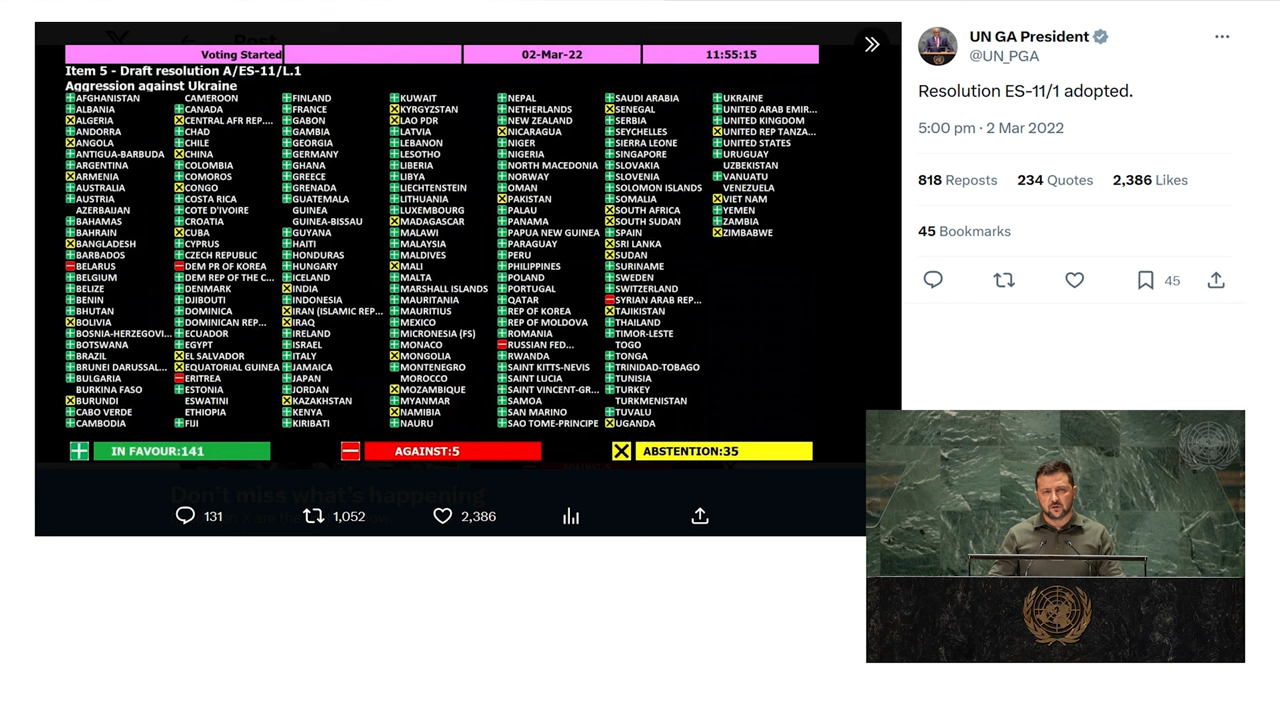 Post
Voting Started
02-Mar-22
11:55:15
Item 5 - Draft resolution A/ES-11/L.1
Aggression against Ukraine
AFGHANISTAN
ALBANIA
ALGERIA
ANDORRA
ANGOLA
ANTIGUA-BARBUDA
ARGENTINA
ARMENIA
AUSTRALIA
AUSTRIA
AZERBAIJAN
BAHAMAS
BAHRAIN
BANGLADESH
BARBADOS
BELARUS
BELGIUM
BELIZE
BENIN
BHUTAN
BOLIVIA
BOSNIA-HERZEGOVI...
BOTSWANA
BRAZIL
BRUNEI DARUSSAL...
BULGARIA
BURKINA FASO
BURUNDI
CABO VERDE
CAMBODIA
CAMEROON
CANADA
CENTRAL AFR REP....
CHAD
CHILE
CHINA
COLOMBIA
COMOROS
CONGO
COSTA RICA
COTE D'IVOIRE
CROATIA
CUBA
CYPRUS
CZECH REPUBLIC
DEM PR OF KOREA
DEM REP OF THE C...
DENMARK
DJIBOUTI
DOMINICA
DOMINICAN REP...
ECUADOR
EGYPT
EL SALVADOR
EQUATORIAL GUINEA
ERITREA
ESTONIA
ESWATINI
ETHIOPIA
FIJI
FINLAND
FRANCE
GABON
GAMBIA
GEORGIA
GERMANY
GHANA
GREECE
GRENADA
GUATEMALA
GUINEA
GUINEA-BISSAU
GUYANA
HAITI
HONDURAS
HUNGARY
ICELAND
INDIA
INDONESIA
IRAN (ISLAMIC REP...
IRAQ
IRELAND
ISRAEL
ITALY
JAMAICA
JAPAN
JORDAN
KAZAKHSTAN
KENYA
KIRIBATI
KUWAIT
KYRGYZSTAN
LAO PDR
LATVIA
LEBANON
LESOTHO
LIBERIA
LIBYA
LIECHTENSTEIN
LITHUANIA
LUXEMBOURG
MADAGASCAR
MALAWI
MALAYSIA
MALDIVES
MALI
MALTA
MARSHALL ISLANDS
MAURITANIA
MAURITIUS
MEXICO
MICRONESIA (FS)
MONACO
MONGOLIA
MONTENEGRO
MOROCCO
MOZAMBIQUE
MYANMAR
NAMIBIA
NAURU
NEPAL
NETHERLANDS
NEW ZEALAND
NICARAGUA
NIGER
NIGERIA
NORTH MACEDONIA
NORWAY
OMAN
PAKISTAN
PALAU
PANAMA
PAPUA NEW GUINEA
PARAGUAY
PERU
PHILIPPINES
POLAND
PORTUGAL
QATAR
REP OF KOREA
REP OF MOLDOVA
ROMANIA
RUSSIAN FED...
RWANDA
SAINT KITTS-NEVIS
SAINT LUCIA
SAINT VINCENT-GR...
SAMOA
SAN MARINO
SAO TOME-PRINCIPE
SAUDI ARABIA
SENEGAL
SERBIA
SEYCHELLES
SIERRA LEONE
SINGAPORE
SLOVAKIA
SLOVENIA
SOLOMON ISLANDS
SOMALIA
SOUTH AFRICA
SOUTH SUDAN
SPAIN
SRI LANKA
SUDAN
SURINAME
SWEDEN
SWITZERLAND
SYRIAN ARAB REP...
TAJIKISTAN
THAILAND
TIMOR-LESTE
TOGO
TONGA
TRINIDAD-TOBAGO
TUNISIA
TURKEY
TURKMENISTAN
TUVALU
UGANDA
UKRAINE
UNITED ARAB EMIR...
UNITED KINGDOM
UNITED REP TANZA...
UNITED STATES
URUGUAY
UZBEKISTAN
VANUATU
VENEZUELA
VIET NAM
YEMEN
ZAMBIA
ZIMBABWE
IN FAVOUR:141
AGAINST:5
ABSTENTION:35
Don't miss what's happening
131
1,052
2,386
UN GA President
@UN_PGA
Resolution ES-11/1 adopted.
5:00 pm · 2 Mar 2022
818 Reposts 234 Quotes 2,386 Likes
45 Bookmarks
45